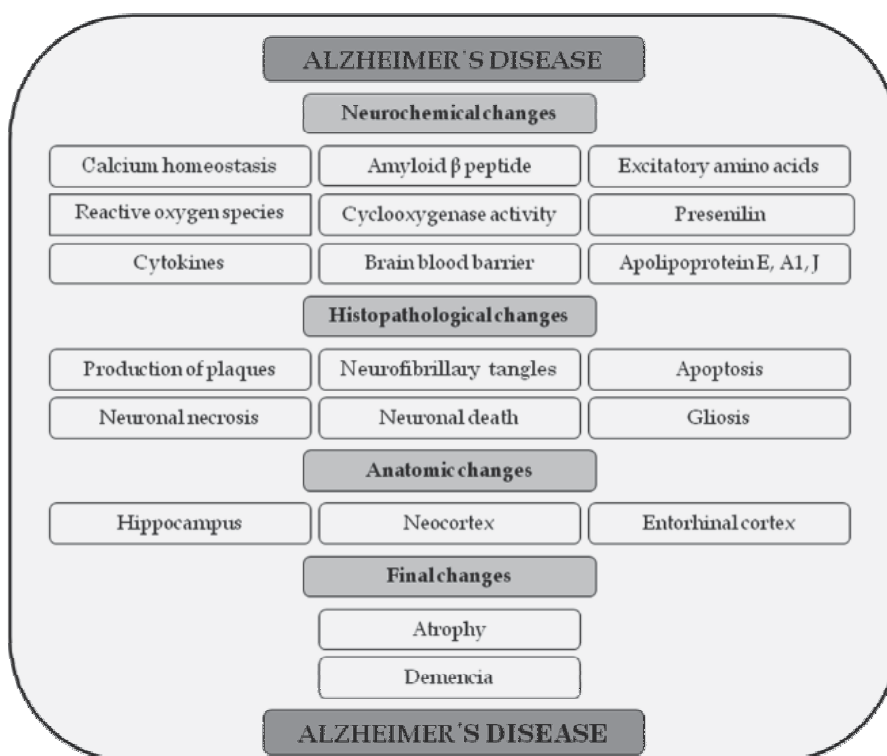 ALZHEIMER´S DISEASE
Neurochemical changes
Calcium homeostasis
Amyloid β peptide
Excitatory amino acids
Reactive oxygen species
Cyclooxygenase activity
Presenilin
Cytokines
Brain blood barrier
Apolipoprotein E, A1, J
Histopathological changes
Production of plaques
Neurofibrillary tangles
Apoptosis
Neuronal necrosis
Neuronal death
Gliosis
Anatomic changes
Hippocampus
Neocortex
Entorhinal cortex
Final changes
Atrophy
Demencia
ALZHEIMER´S DISEASE